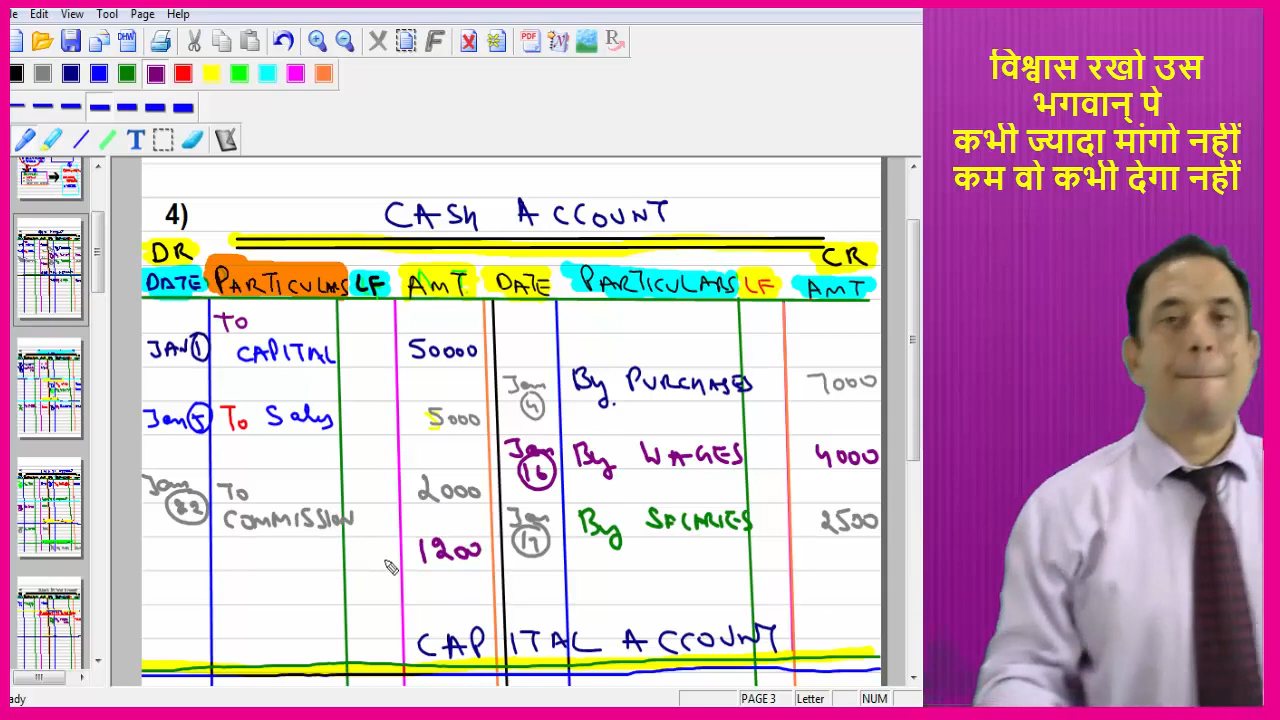 le Edit View Tool Page Help
विश्वास रखो उस
भगवान् पे
कभी ज्यादा मांगो नहीं
कम वो कभी देगा नहीं
4) CASH ACCOUNT
DR CR
DATE PARTICULARS LF AMT DATE PARTICULARS LF AMT
To
JAN 1 CAPITAL 50000
Jan 4 By PURCHASES 7000
Jan 5 To Sales 5000
Jan 16 By WAGES 4000
Jan To 2000
COMMISSION
Jan By SALARIES 2500
1200
CAPITAL ACCOUNT
ady PAGE 3 Letter NUM